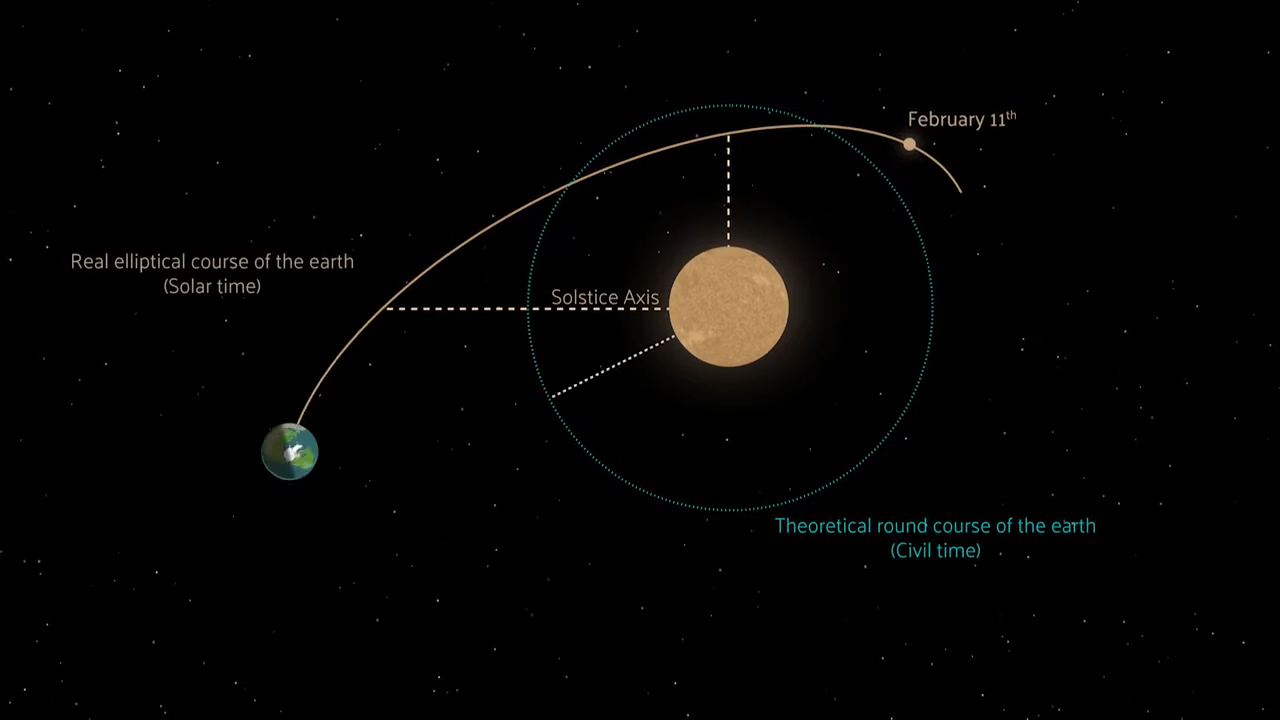 February 11th
Real elliptical course of the earth
(Solar time)
Solstice Axis
Theoretical round course of the earth
(Civil time)